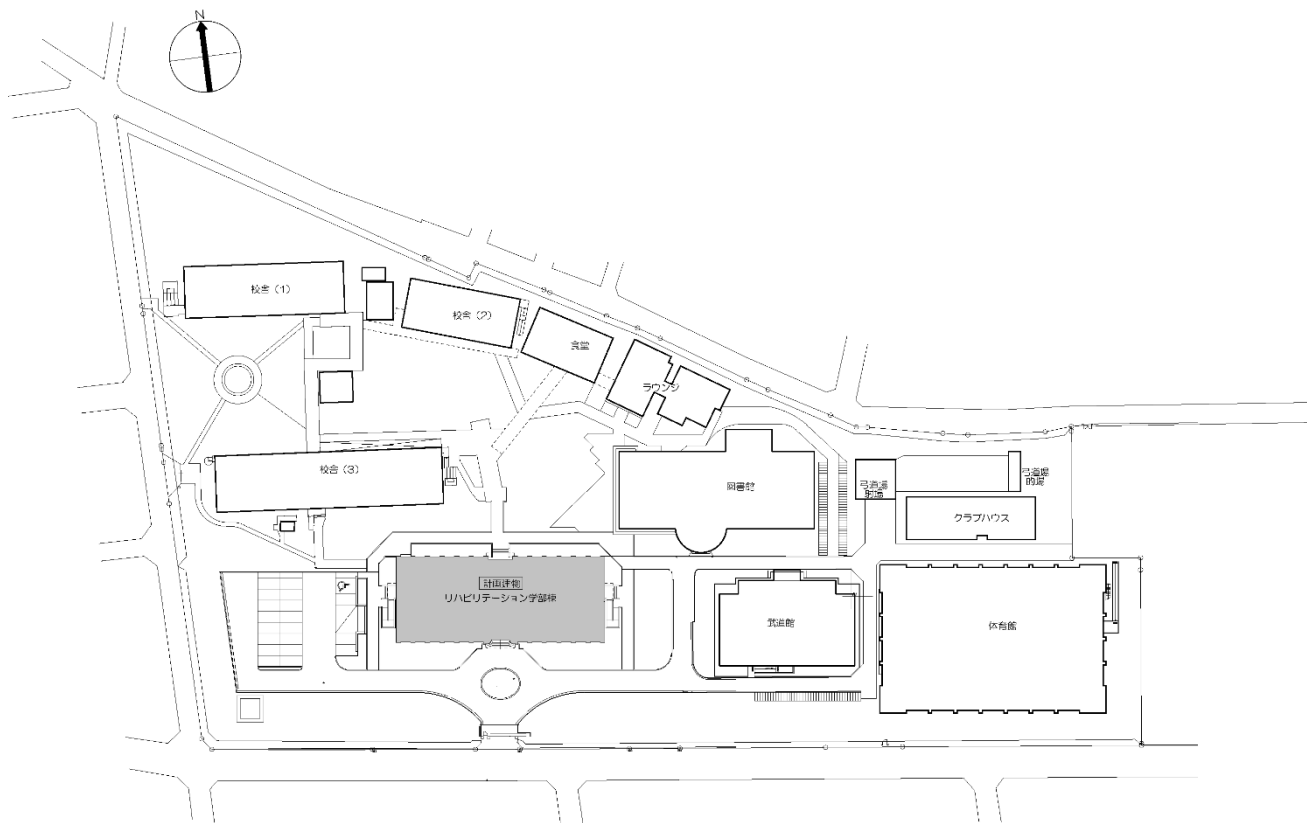 N
校舎（1）
校舎（2）
食堂
ラウンジ
校舎（3）
図書館
弓道場
射場
弓道場
的場
クラブハウス
計画建物
リハビリテーション学部棟
武道館
体育館